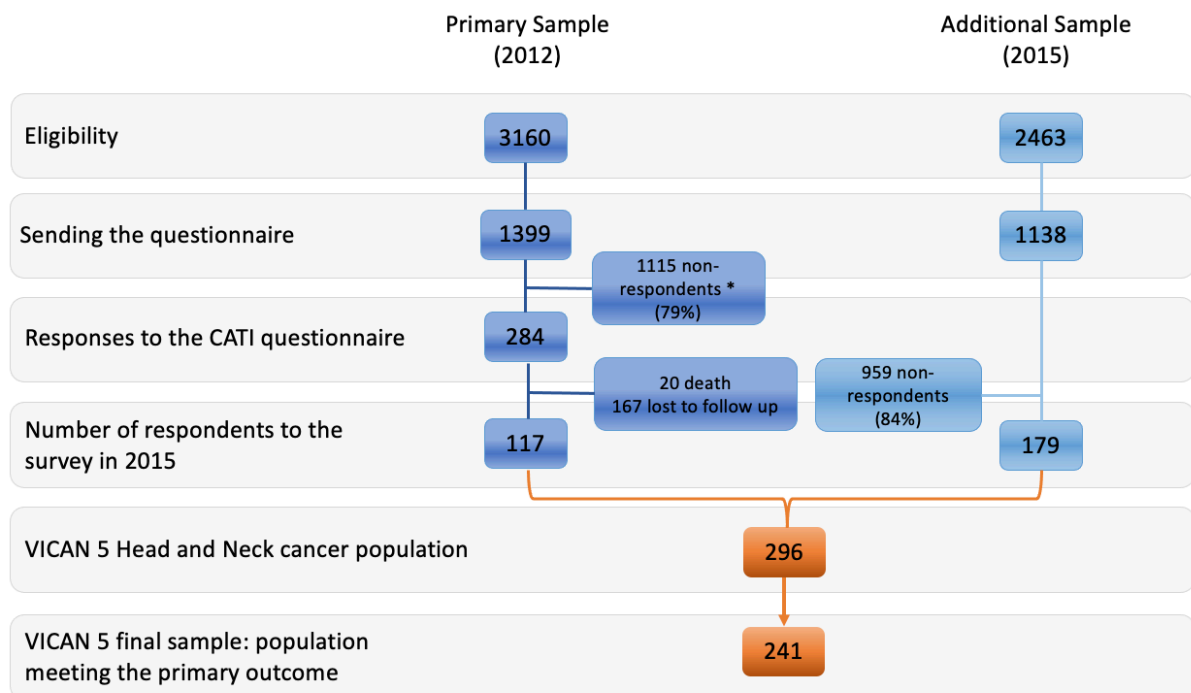 Primary Sample
(2012)
Additional Sample
(2015)
Eligibility
3160
2463
Sending the questionnaire
1399
1138
1115 non-
respondents *
(79%)
Responses to the CATI questionnaire
284
20 death
167 lost to follow up
959 non-
respondents
(84%)
Number of respondents to the
survey in 2015
117
179
VICAN 5 Head and Neck cancer population
296
VICAN 5 final sample: population
meeting the primary outcome
241